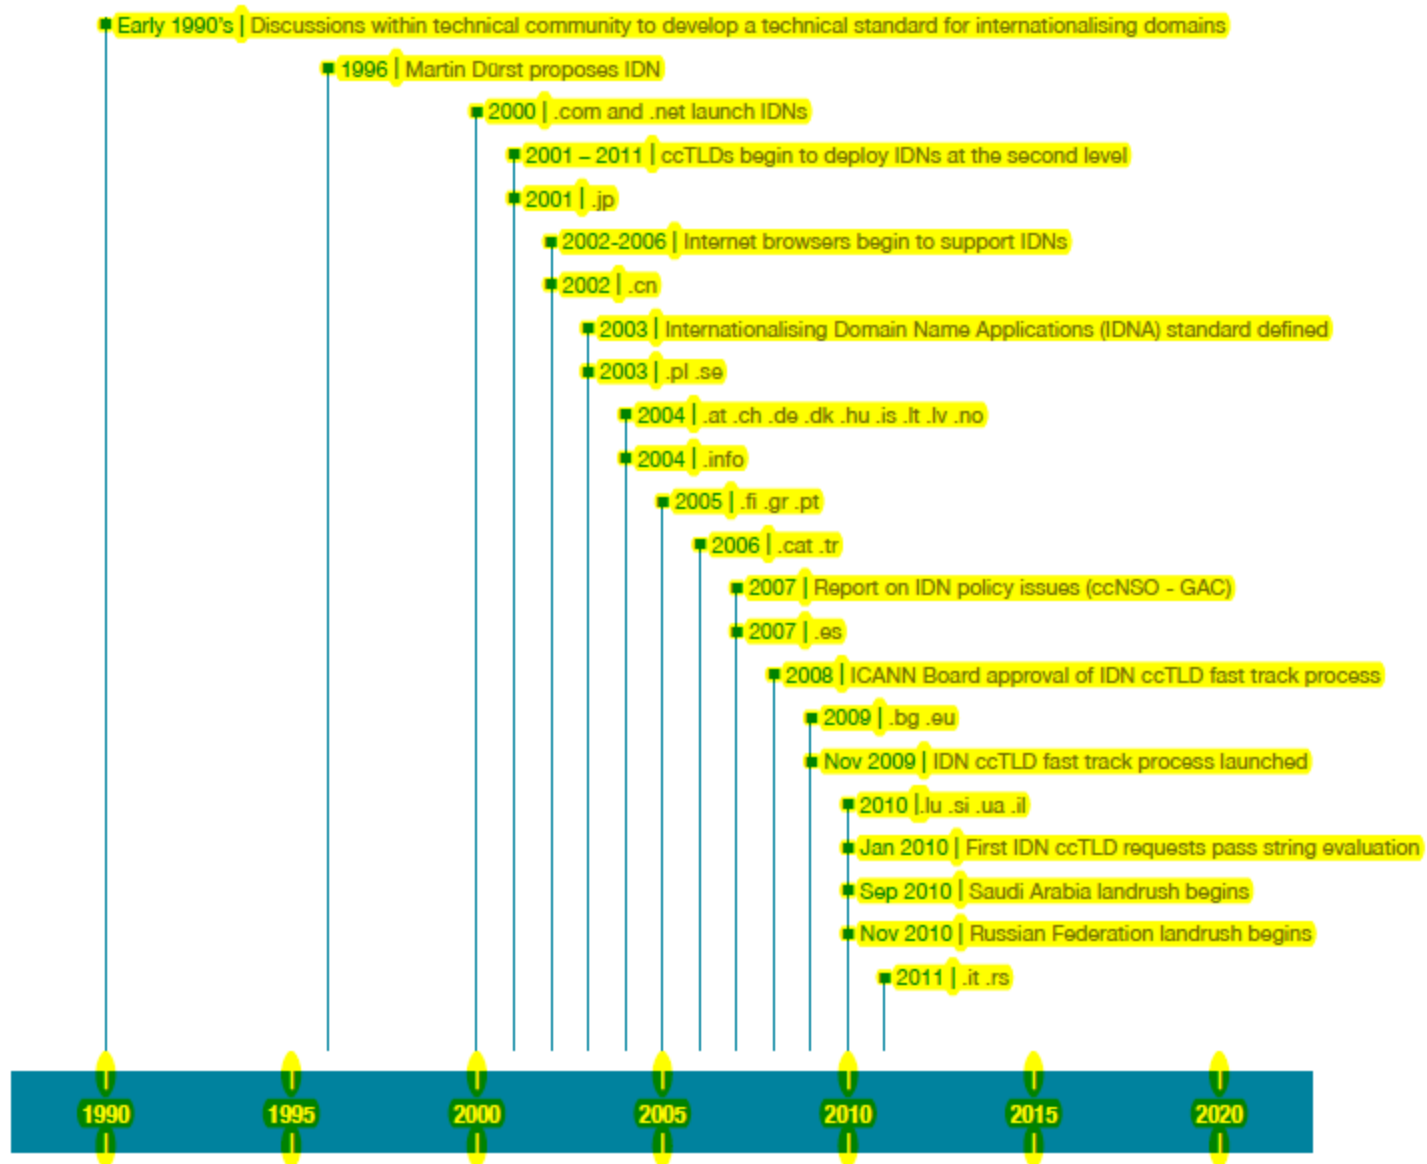 Early 1990's | Discussions within technical community to develop a technical standard for internationalising domains
1996 | Martin Dürst proposes IDN
2000 | .com and .net launch IDNs
2001 – 2011 | ccTLDs begin to deploy IDNs at the second level
2001 | .jp
2002-2006 | Internet browsers begin to support IDNs
2002 | .cn
2003 | Internationalising Domain Name Applications (IDNA) standard defined
2003 | .pl .se
2004 | .at .ch .de .dk .hu .is .lt .lv .no
2004 | .info
2005 | .fi .gr .pt
2006 | .cat .tr
2007 | Report on IDN policy issues (ccNSO - GAC)
2007 | .es
2008 | ICANN Board approval of IDN ccTLD fast track process
2009 | .bg .eu
Nov 2009 | IDN ccTLD fast track process launched
2010 |.lu .si .ua .il
Jan 2010 | First IDN ccTLD requests pass string evaluation
Sep 2010 | Saudi Arabia landrush begins
Nov 2010 | Russian Federation landrush begins
2011 | .it .rs
1990 1995 2000 2005 2010 2015 2020